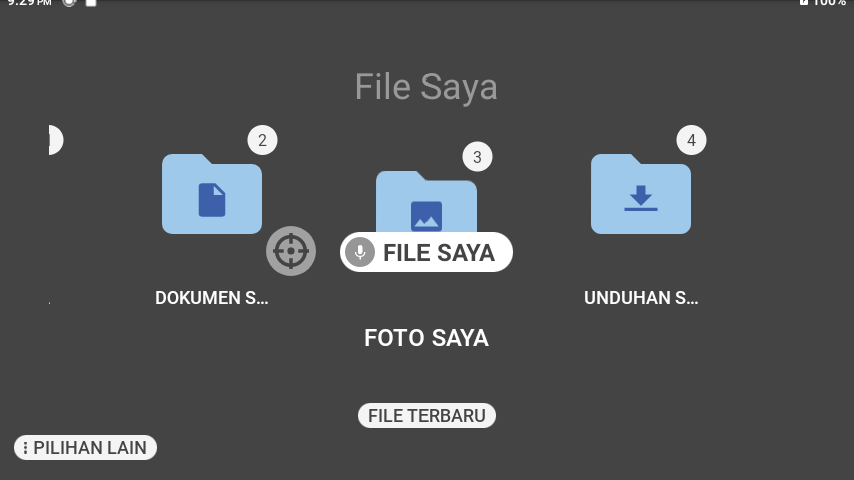 9:29 PM 100%
File Saya
2
3
4
FILE SAYA
DOKUMEN S...
UNDUHAN S...
FOTO SAYA
FILE TERBARU
PILIHAN LAIN